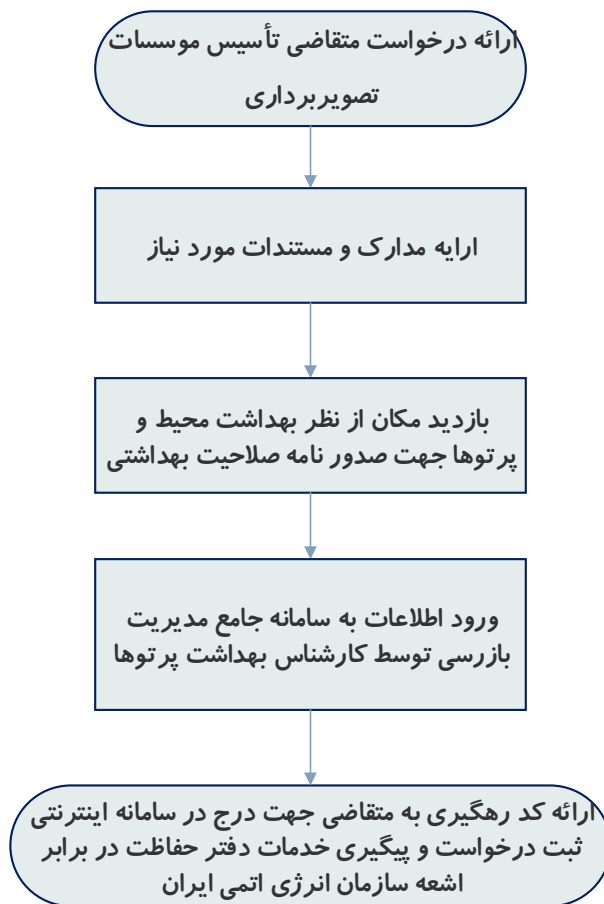 ارائه درخواست متقاضی تأسیس موسسات
تصویربرداری
ارایه مدارک و مستندات مورد نیاز
بازدید مکان از نظر بهداشت محیط و
پرتوها جهت صدور نامه صلاحیت بهداشتی
ورود اطلاعات به سامانه جامع مدیریت
بازرسی توسط کارشناس بهداشت پرتوها
ارائه کد رهگیری به متقاضی جهت درج در سامانه اینترنتی
ثبت درخواست و پیگیری خدمات دفتر حفاظت در برابر
اشعه سازمان انرژی اتمی ایران